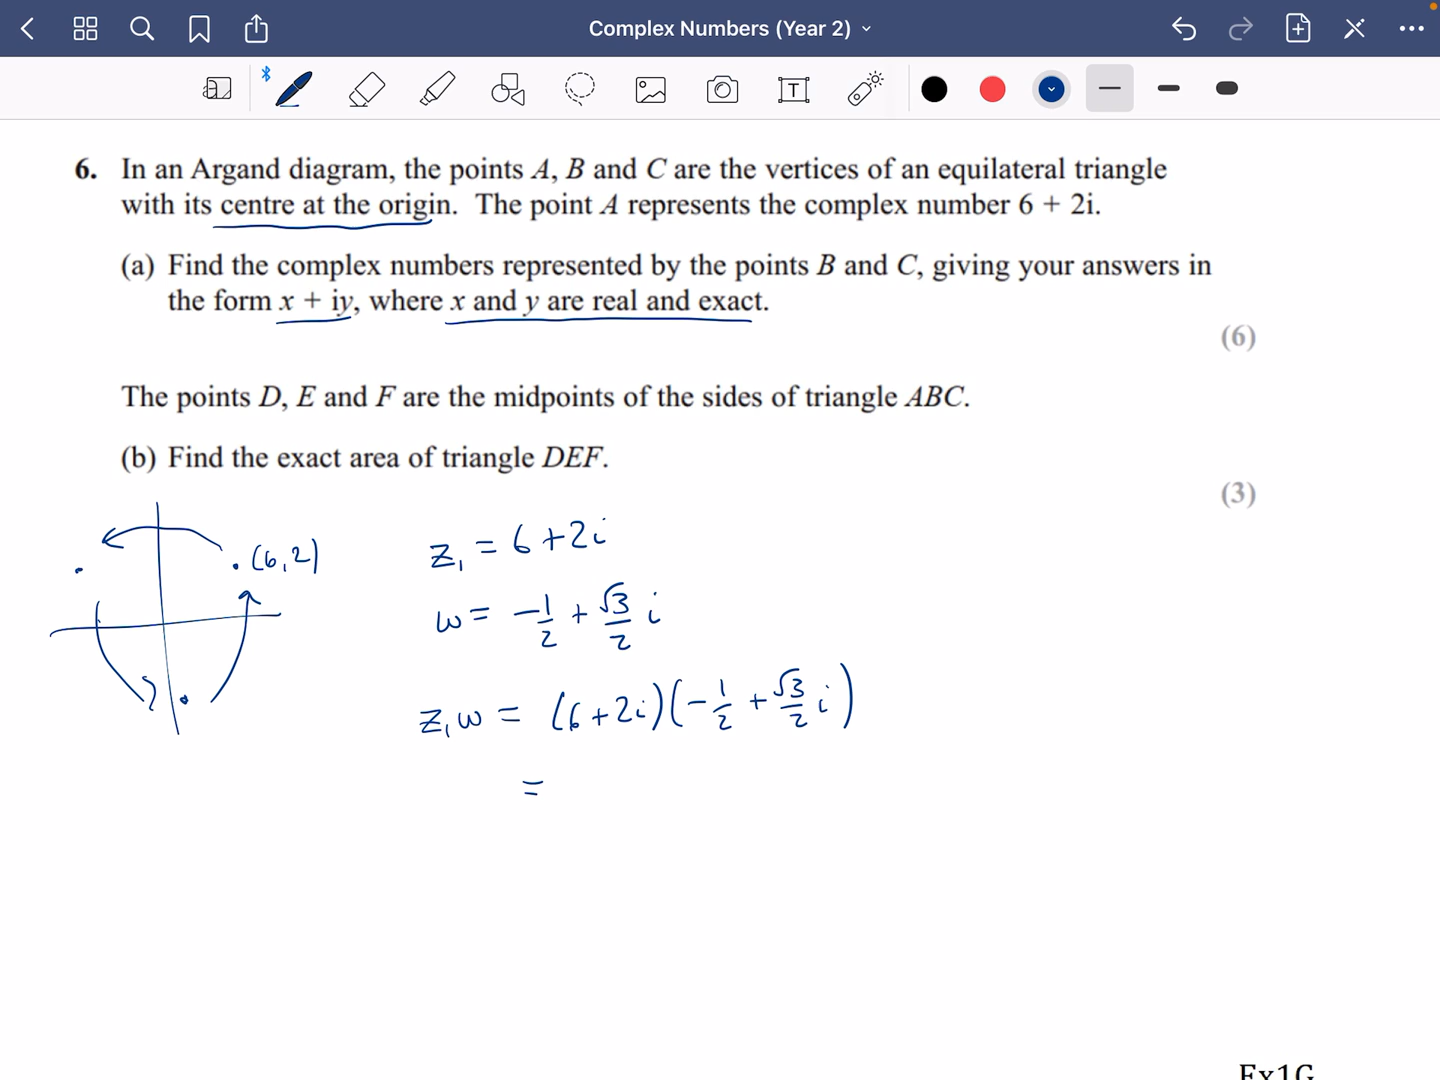 Complex Numbers (Year 2)
6. In an Argand diagram, the points A, B and C are the vertices of an equilateral triangle
with its centre at the origin. The point A represents the complex number 6 + 2i.
(a) Find the complex numbers represented by the points B and C, giving your answers in
the form x + iy, where x and y are real and exact.
(6)
The points D, E and F are the midpoints of the sides of triangle ABC.
(b) Find the exact area of triangle DEF.
(3)
(6,2)
z₁ = 6+2i
w = -1/2 + √3/2 i
z₁w = (6+2i)(-1/2 + √3/2 i)
=
Ex1G